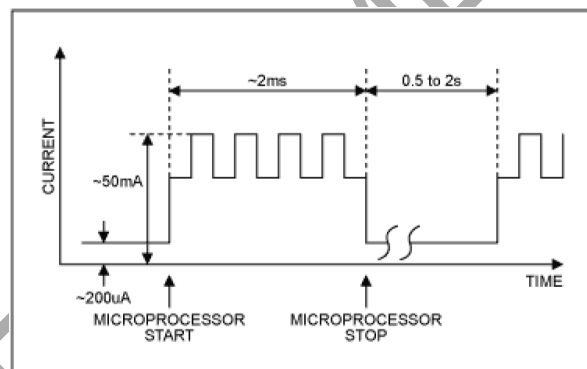 ~2ms
0.5 to 2s
CURRENT
~50mA
TIME
~200uA
MICROPROCESSOR
START
MICROPROCESSOR
STOP